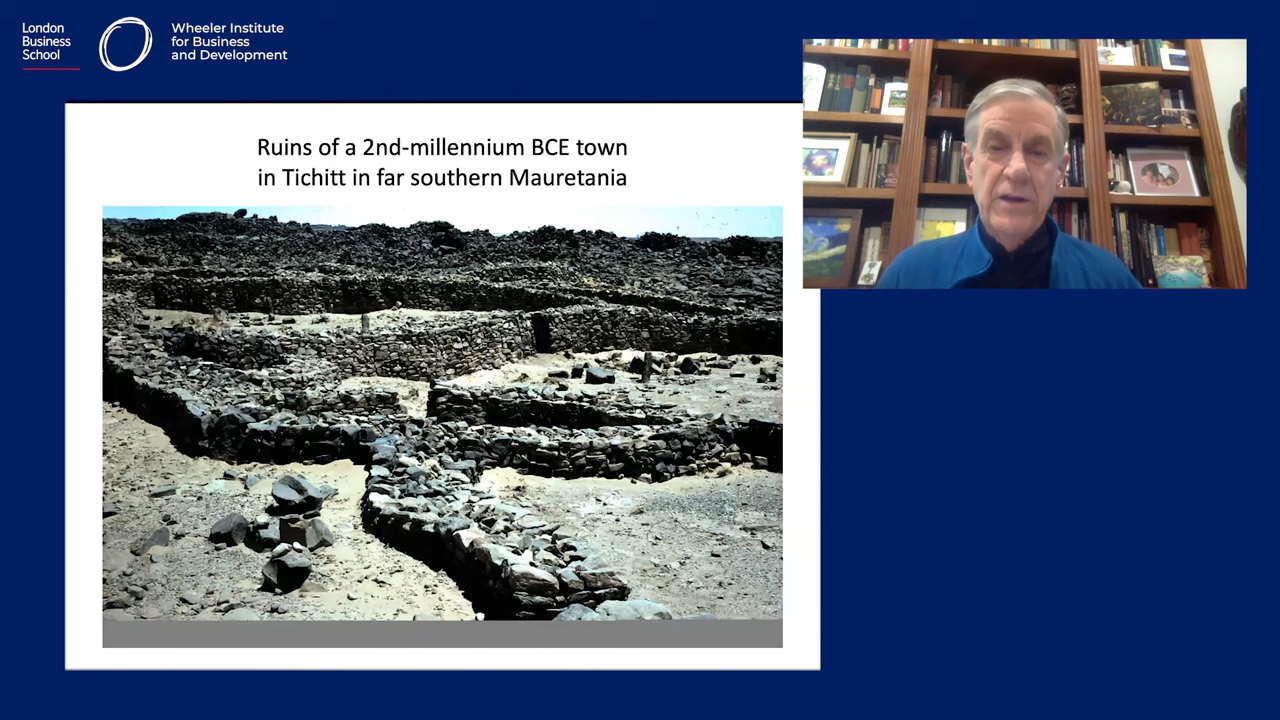 London
Business
School
Wheeler Institute
for Business
and Development
Ruins of a 2nd-millennium BCE town
in Tichitt in far southern Mauretania